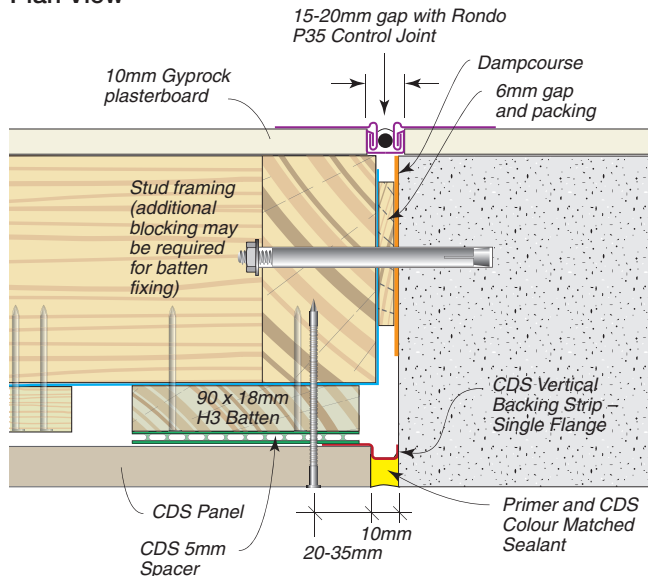 Plan View
15-20mm gap with Rondo
P35 Control Joint
Dampcourse
10mm Gyprock
plasterboard
6mm gap
and packing
Stud framing
(additional
blocking may
be required
for batten
fixing)
90 x 18mm
H3 Batten
CDS Vertical
Backing Strip –
Single Flange
CDS Panel
10mm
20-35mm
CDS 5mm
Spacer
Primer and CDS
Colour Matched
Sealant